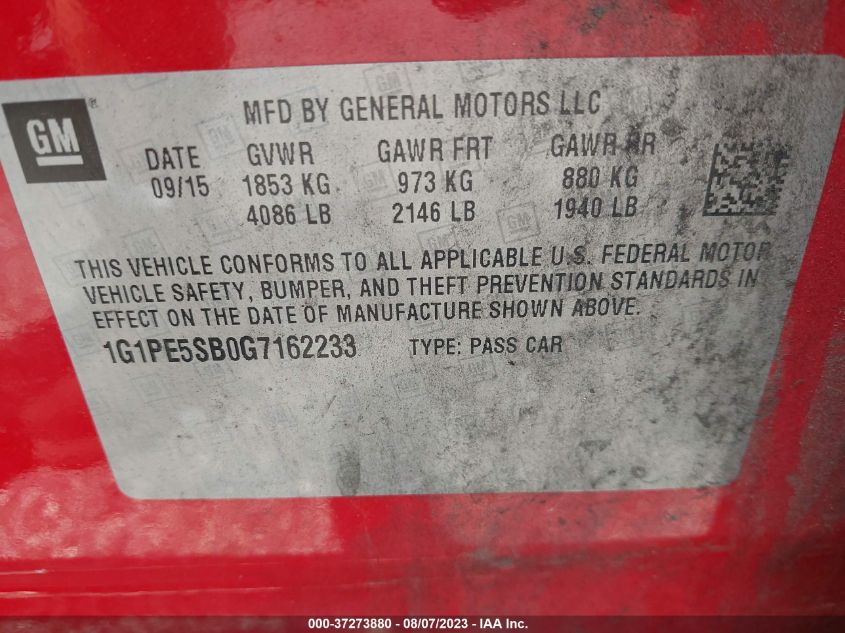 GM ®
MFD BY GENERAL MOTORS LLC
DATE GVWR GAWR FRT GAWR RR
09/15 1853 KG 973 KG 880 KG
4086 LB 2146 LB 1940 LB
THIS VEHICLE CONFORMS TO ALL APPLICABLE U.S. FEDERAL MOTOR
VEHICLE SAFETY, BUMPER, AND THEFT PREVENTION STANDARDS IN
EFFECT ON THE DATE OF MANUFACTURE SHOWN ABOVE.
1G1PE5SB0G7162233 TYPE: PASS CAR
000-37273880 - 08/07/2023 - IAA Inc.